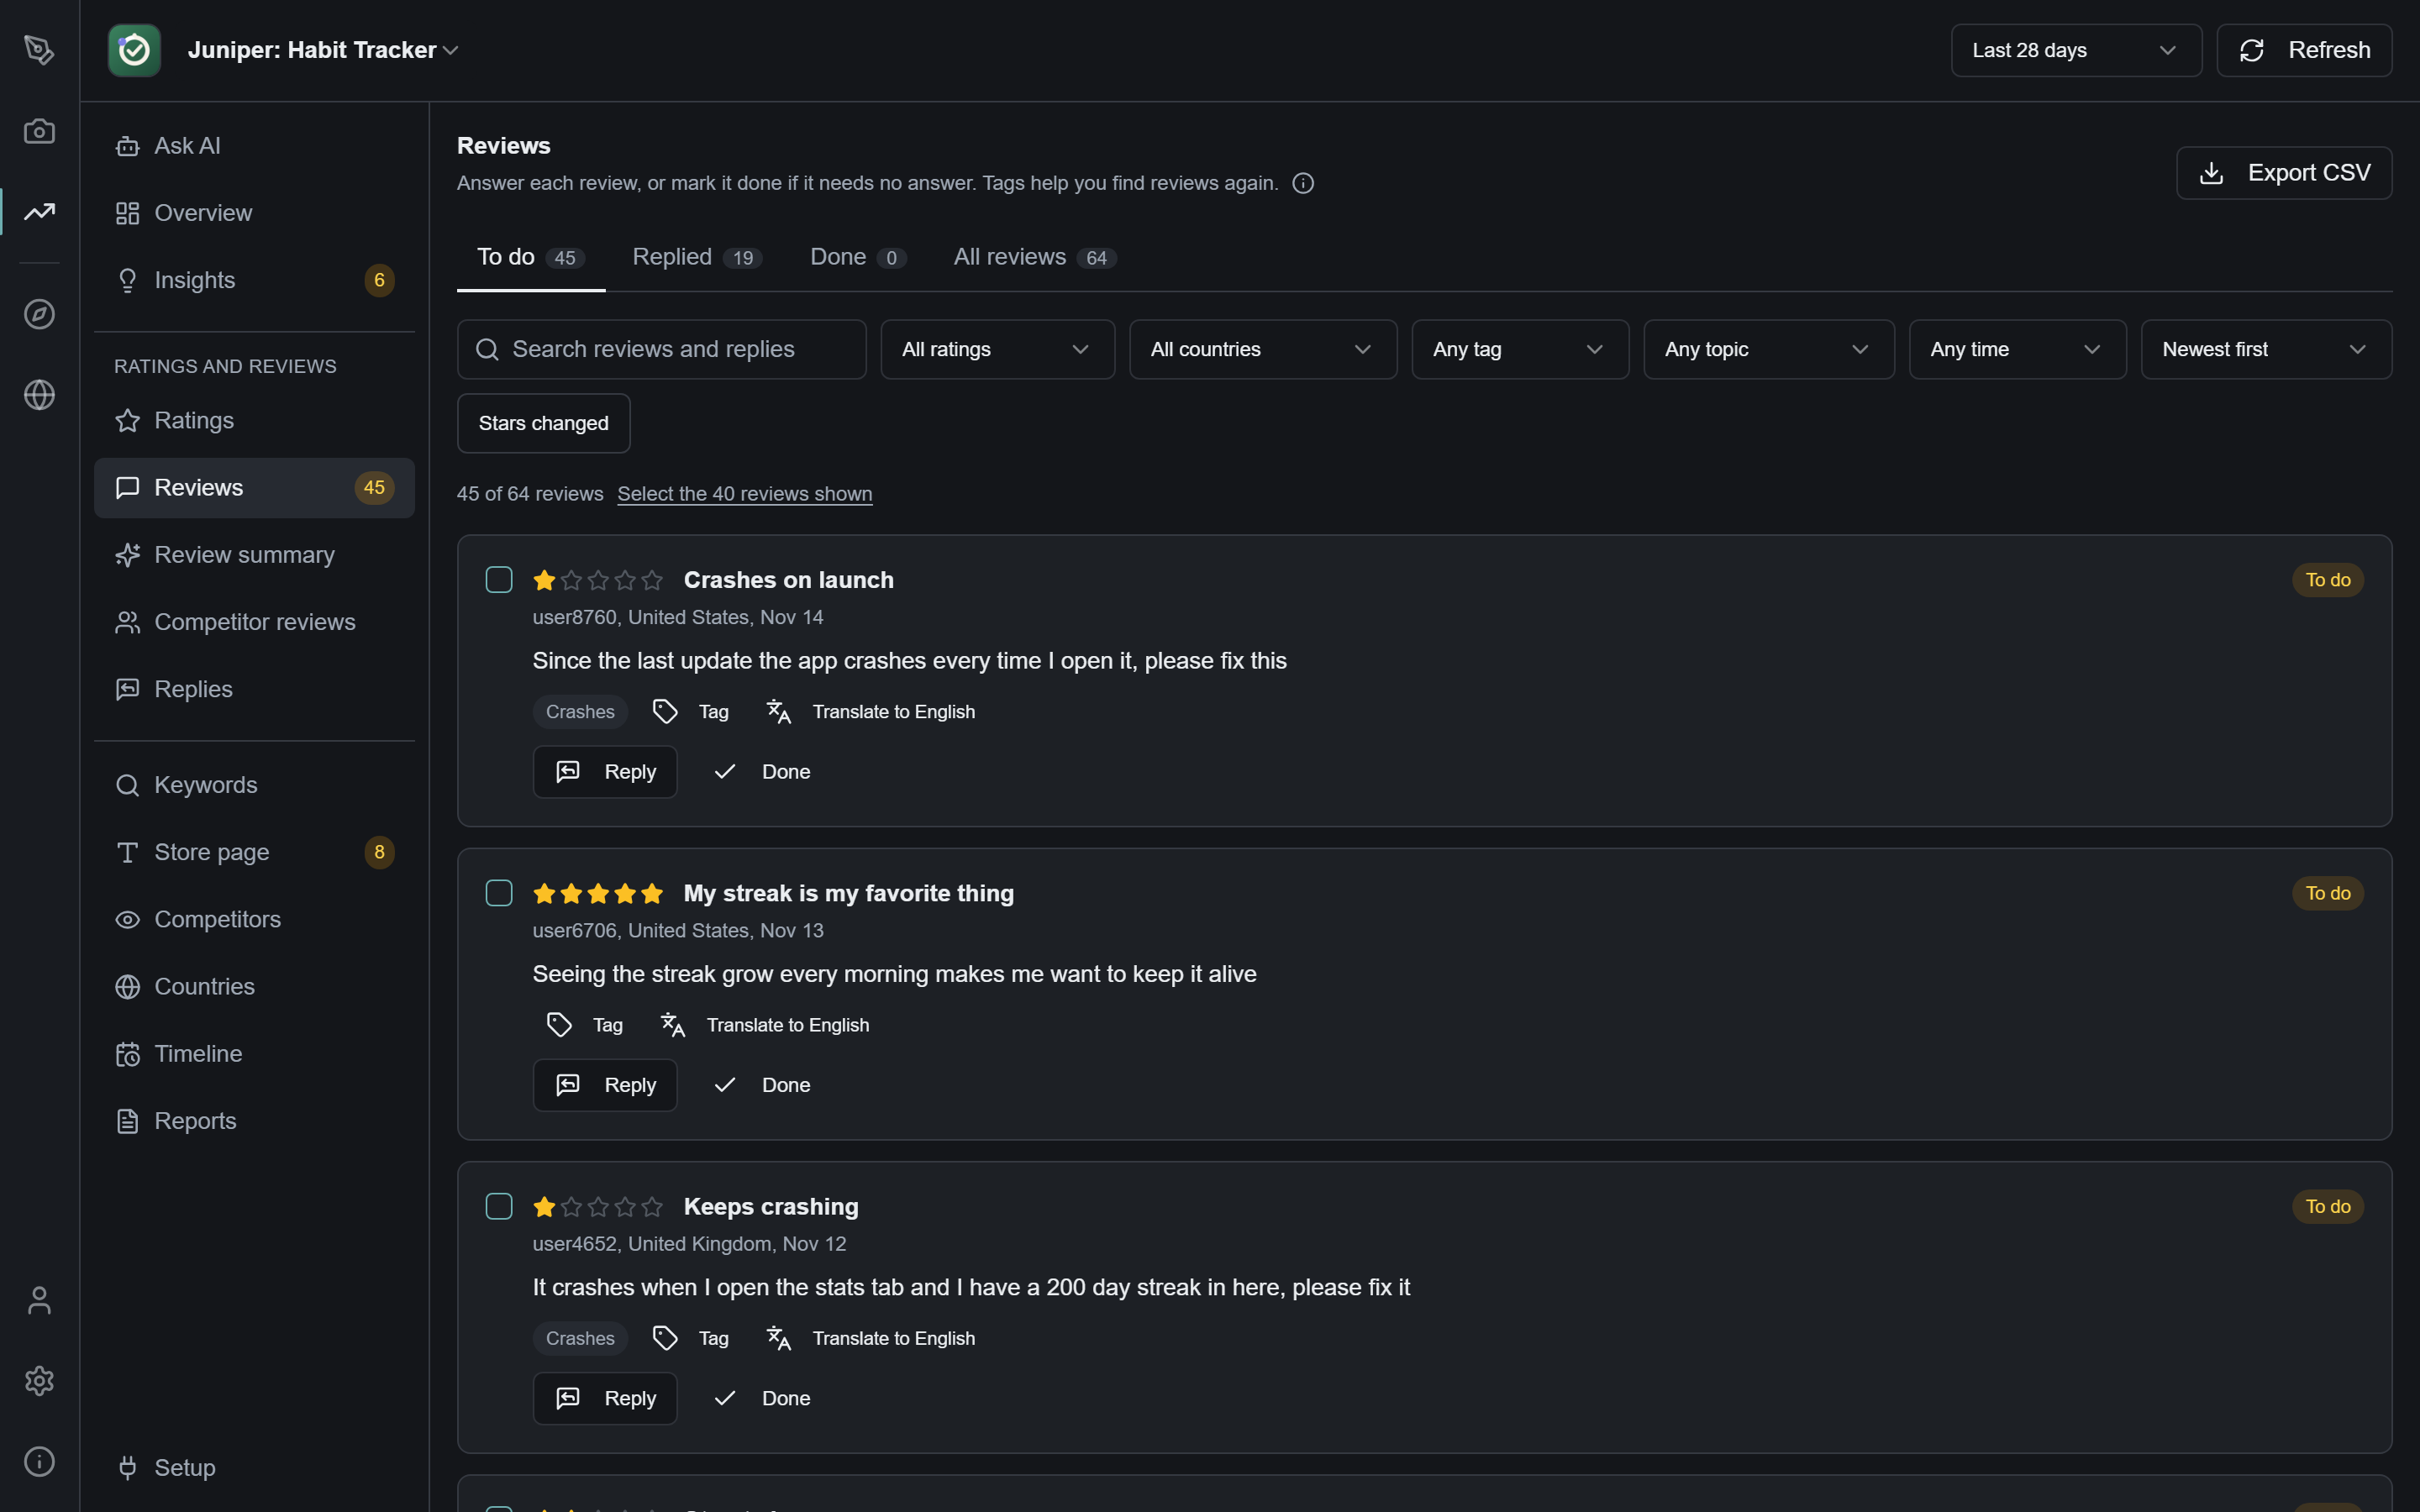 Juniper: Habit Tracker
Last 28 days
Refresh
Ask AI
Overview
Insights 6
RATINGS AND REVIEWS
Ratings
Reviews 45
Review summary
Competitor reviews
Replies
Keywords
Store page 8
Competitors
Countries
Timeline
Reports
Setup
Reviews
Answer each review, or mark it done if it needs no answer. Tags help you find reviews again.
Export CSV
To do 45 Replied 19 Done 0 All reviews 64
Search reviews and replies All ratings All countries Any tag Any topic Any time Newest first
Stars changed
45 of 64 reviews Select the 40 reviews shown
Crashes on launch To do
user8760, United States, Nov 14
Since the last update the app crashes every time I open it, please fix this
Crashes Tag Translate to English
Reply Done
My streak is my favorite thing To do
user6706, United States, Nov 13
Seeing the streak grow every morning makes me want to keep it alive
Tag Translate to English
Reply Done
Keeps crashing To do
user4652, United Kingdom, Nov 12
It crashes when I open the stats tab and I have a 200 day streak in here, please fix it
Crashes Tag Translate to English
Reply Done